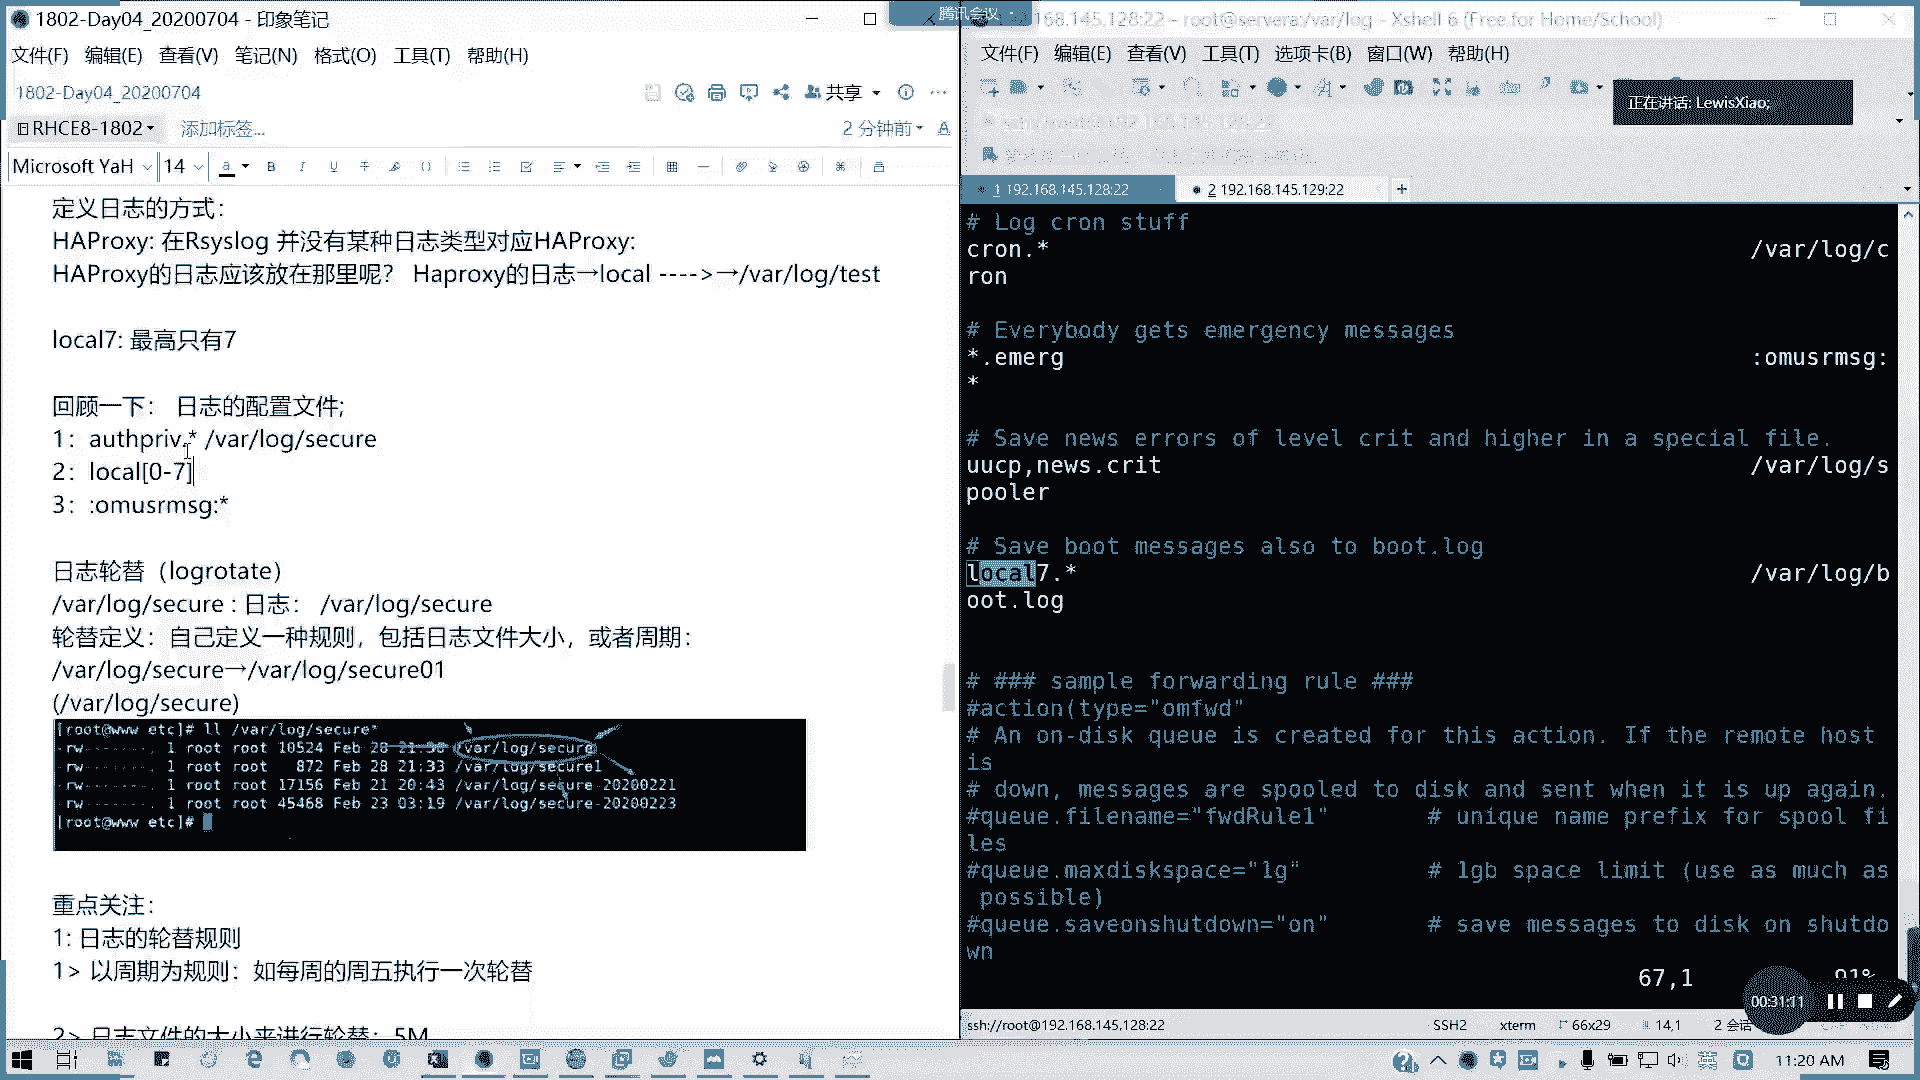 1802-Day04_20200704 - 印象笔记
文件(F) 编辑(E) 查看(V) 笔记(N) 格式(O) 工具(T) 帮助(H)
1802-Day04_20200704
共享
RHCE8-1802
添加标签...
2 分钟前
Microsoft YaH
14
定义日志的方式：
HAProxy: 在Rsyslog 并没有某种日志类型对应HAProxy:
HAProxy的日志应该放在那里呢？ Haproxy的日志→local ---->→/var/log/test
local7: 最高只有7
回顾一下： 日志的配置文件;
1：authpriv.* /var/log/secure
2：local[0-7]
3：:omusrmsg:*
日志轮替（logrotate）
/var/log/secure : 日志： /var/log/secure
轮替定义：自己定义一种规则，包括日志文件大小，或者周期：
/var/log/secure→/var/log/secure01
(/var/log/secure)
[root@www etc]# ll /var/log/secure*
-rw-------. 1 root root 10524 Feb 28 21:38 /var/log/secure
-rw-------. 1 root root 872 Feb 28 21:33 /var/log/secure1
-rw-------. 1 root root 17156 Feb 21 20:43 /var/log/secure-20200221
-rw-------. 1 root root 45468 Feb 23 03:19 /var/log/secure-20200223
[root@www etc]#
重点关注：
1: 日志的轮替规则
1> 以周期为规则：如每周的周五执行一次轮替
2> 日志文件的大小来进行轮替：5M
腾讯会议
168.145.128:22 - root@servera:/var/log - Xshell 6 (Free for Home/School)
文件(F) 编辑(E) 查看(V) 工具(T) 选项卡(B) 窗口(W) 帮助(H)
正在讲话: LewisXiao;
ssh://root@192.168.145.128:22
1 192.168.145.128:22
2 192.168.145.129:22
# Log cron stuff
cron.* /var/log/c
ron
# Everybody gets emergency messages
*.emerg :omusrmsg:
*
# Save news errors of level crit and higher in a special file.
uucp,news.crit /var/log/s
pooler
# Save boot messages also to boot.log
local7.* /var/log/b
oot.log
# ### sample forwarding rule ###
#action(type="omfwd"
# An on-disk queue is created for this action. If the remote host
is
# down, messages are spooled to disk and sent when it is up again.
#queue.filename="fwdRule1" # unique name prefix for spool fi
les
#queue.maxdiskspace="1g" # 1gb space limit (use as much as
possible)
#queue.saveonshutdown="on" # save messages to disk on shutdo
wn
67,1 91%
00:31:11
ssh://root@192.168.145.128:22
SSH2
xterm
66x29
14,1
2 会话
英
11:20 AM